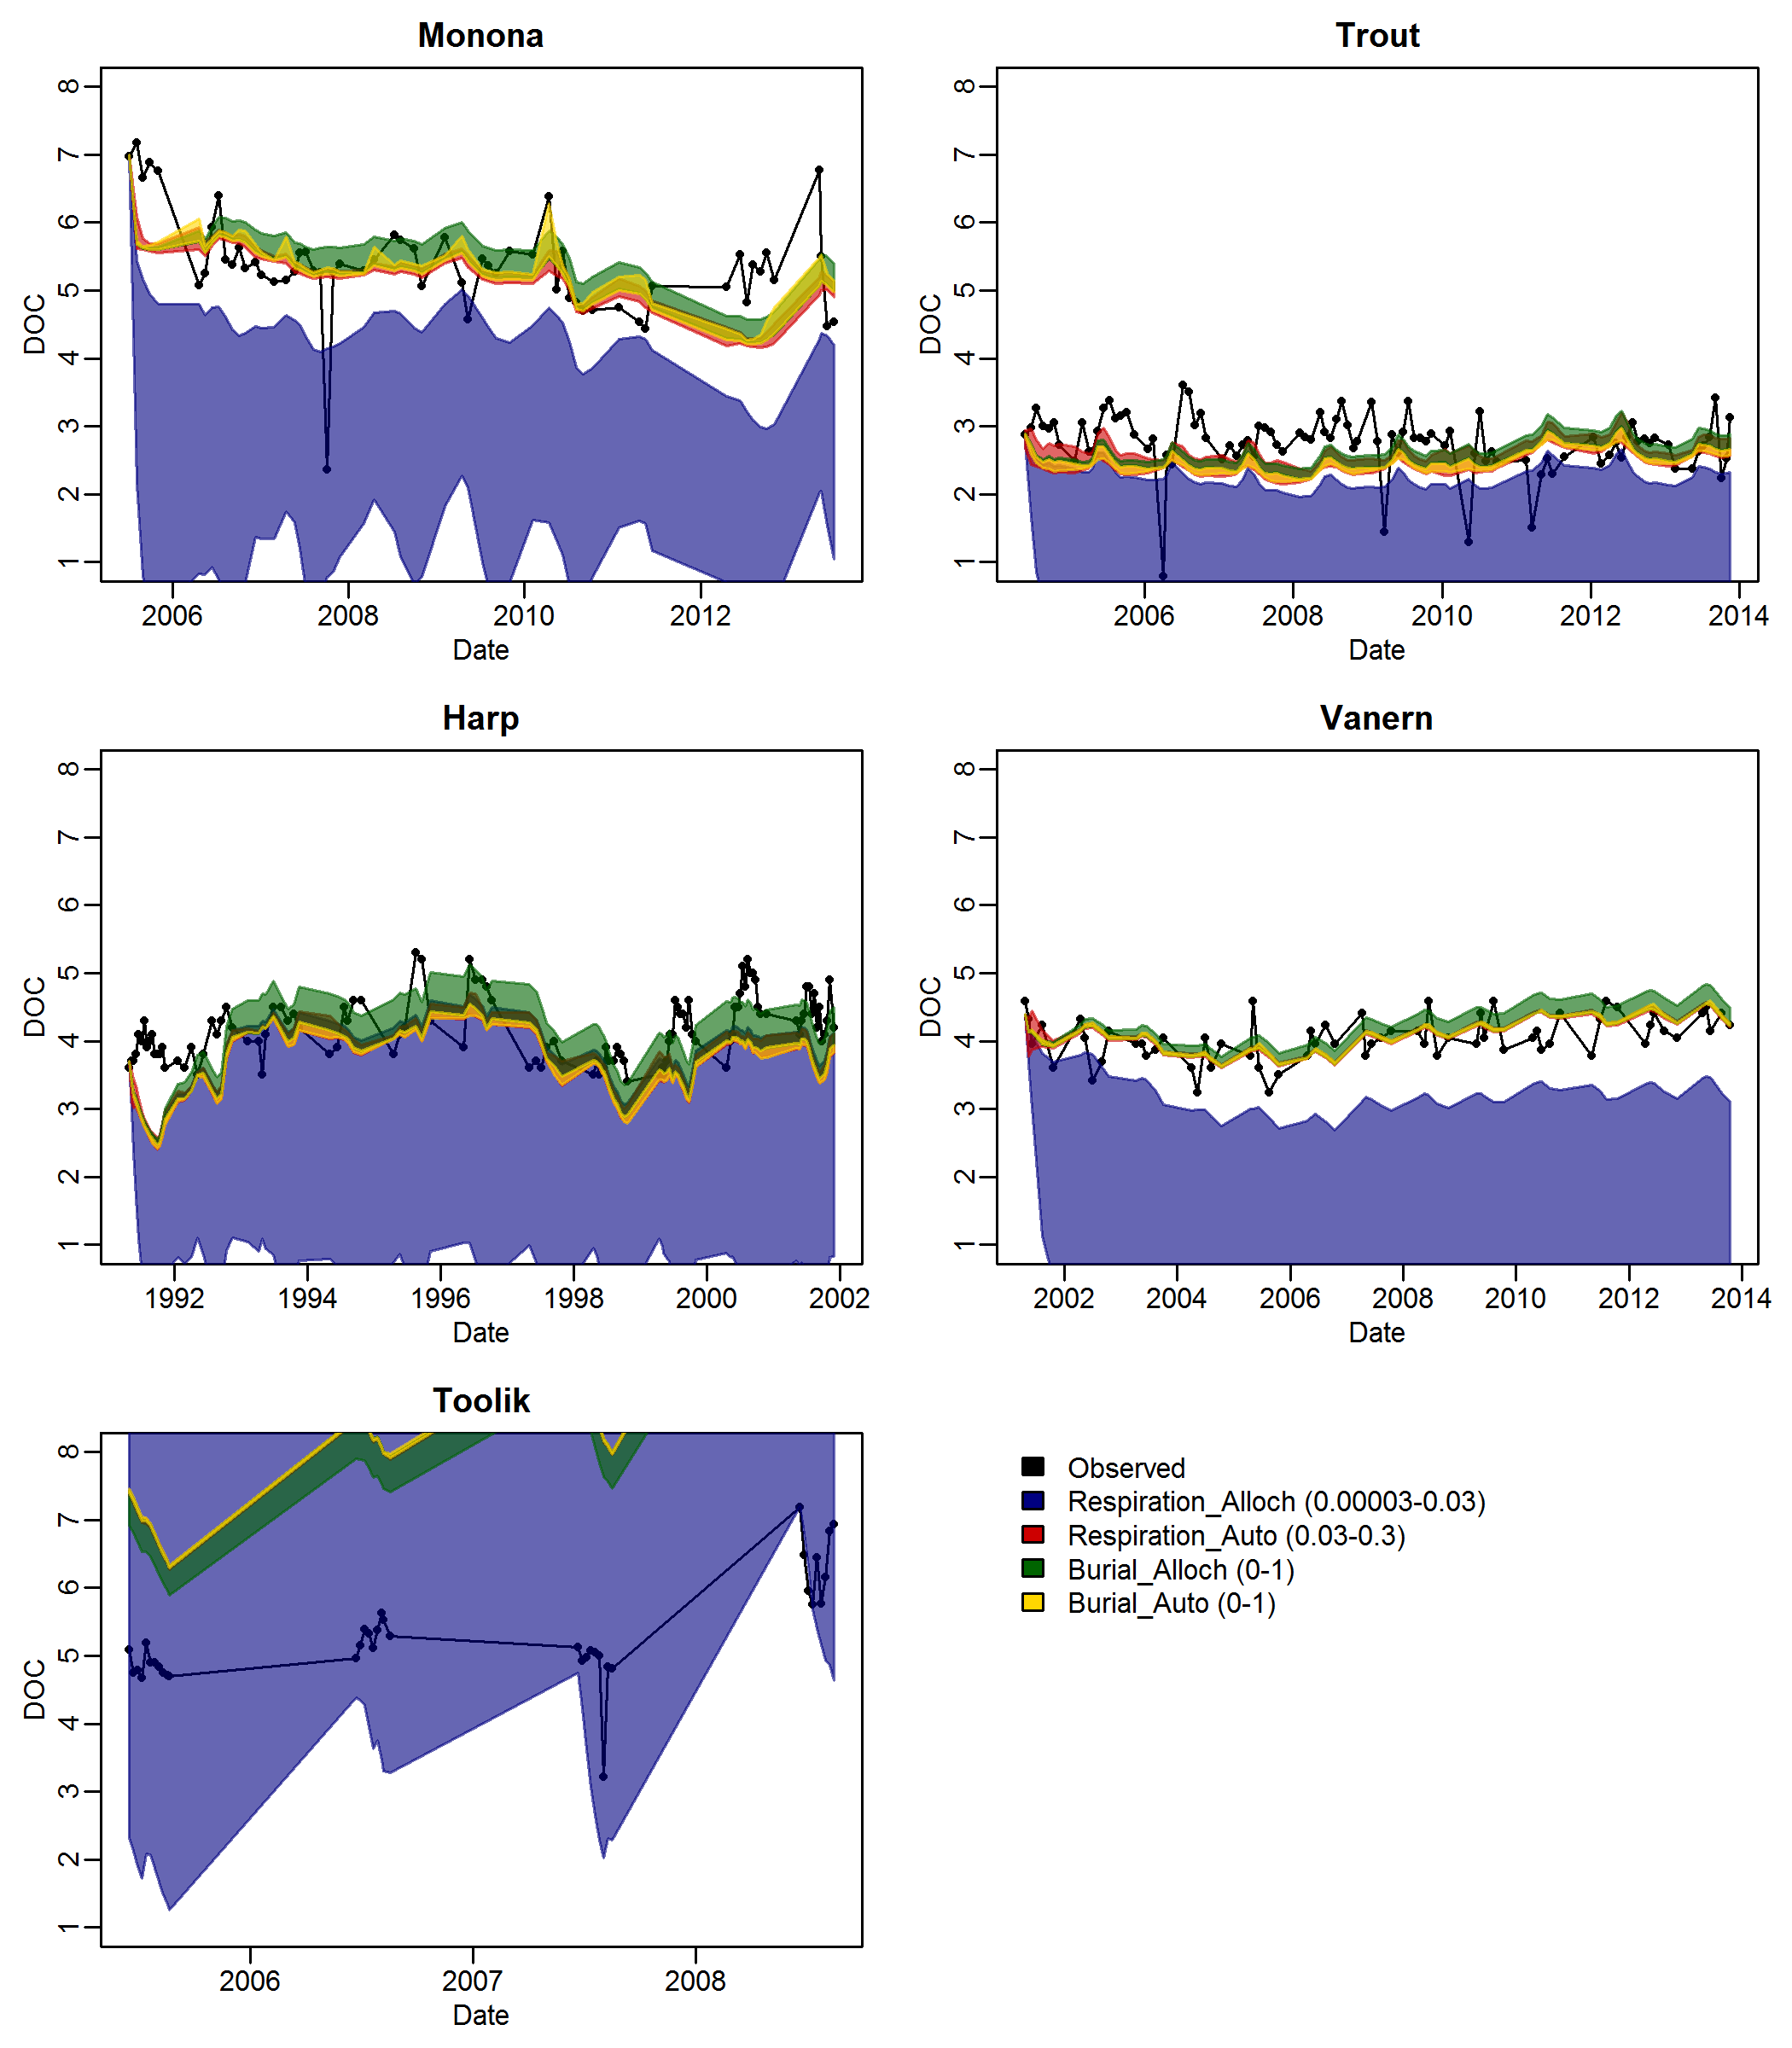 Monona
8
7
6
5
4
3
2
1
DOC
2006 2008 2010 2012
Date
Trout
8
7
6
5
4
3
2
1
DOC
2006 2008 2010 2012 2014
Date
Harp
8
7
6
5
4
3
2
1
DOC
1992 1994 1996 1998 2000 2002
Date
Vanern
8
7
6
5
4
3
2
1
DOC
2002 2004 2006 2008 2010 2012 2014
Date
Toolik
8
7
6
5
4
3
2
1
DOC
2006 2007 2008
Date
Observed
Respiration_Alloch (0.00003-0.03)
Respiration_Auto (0.03-0.3)
Burial_Alloch (0-1)
Burial_Auto (0-1)